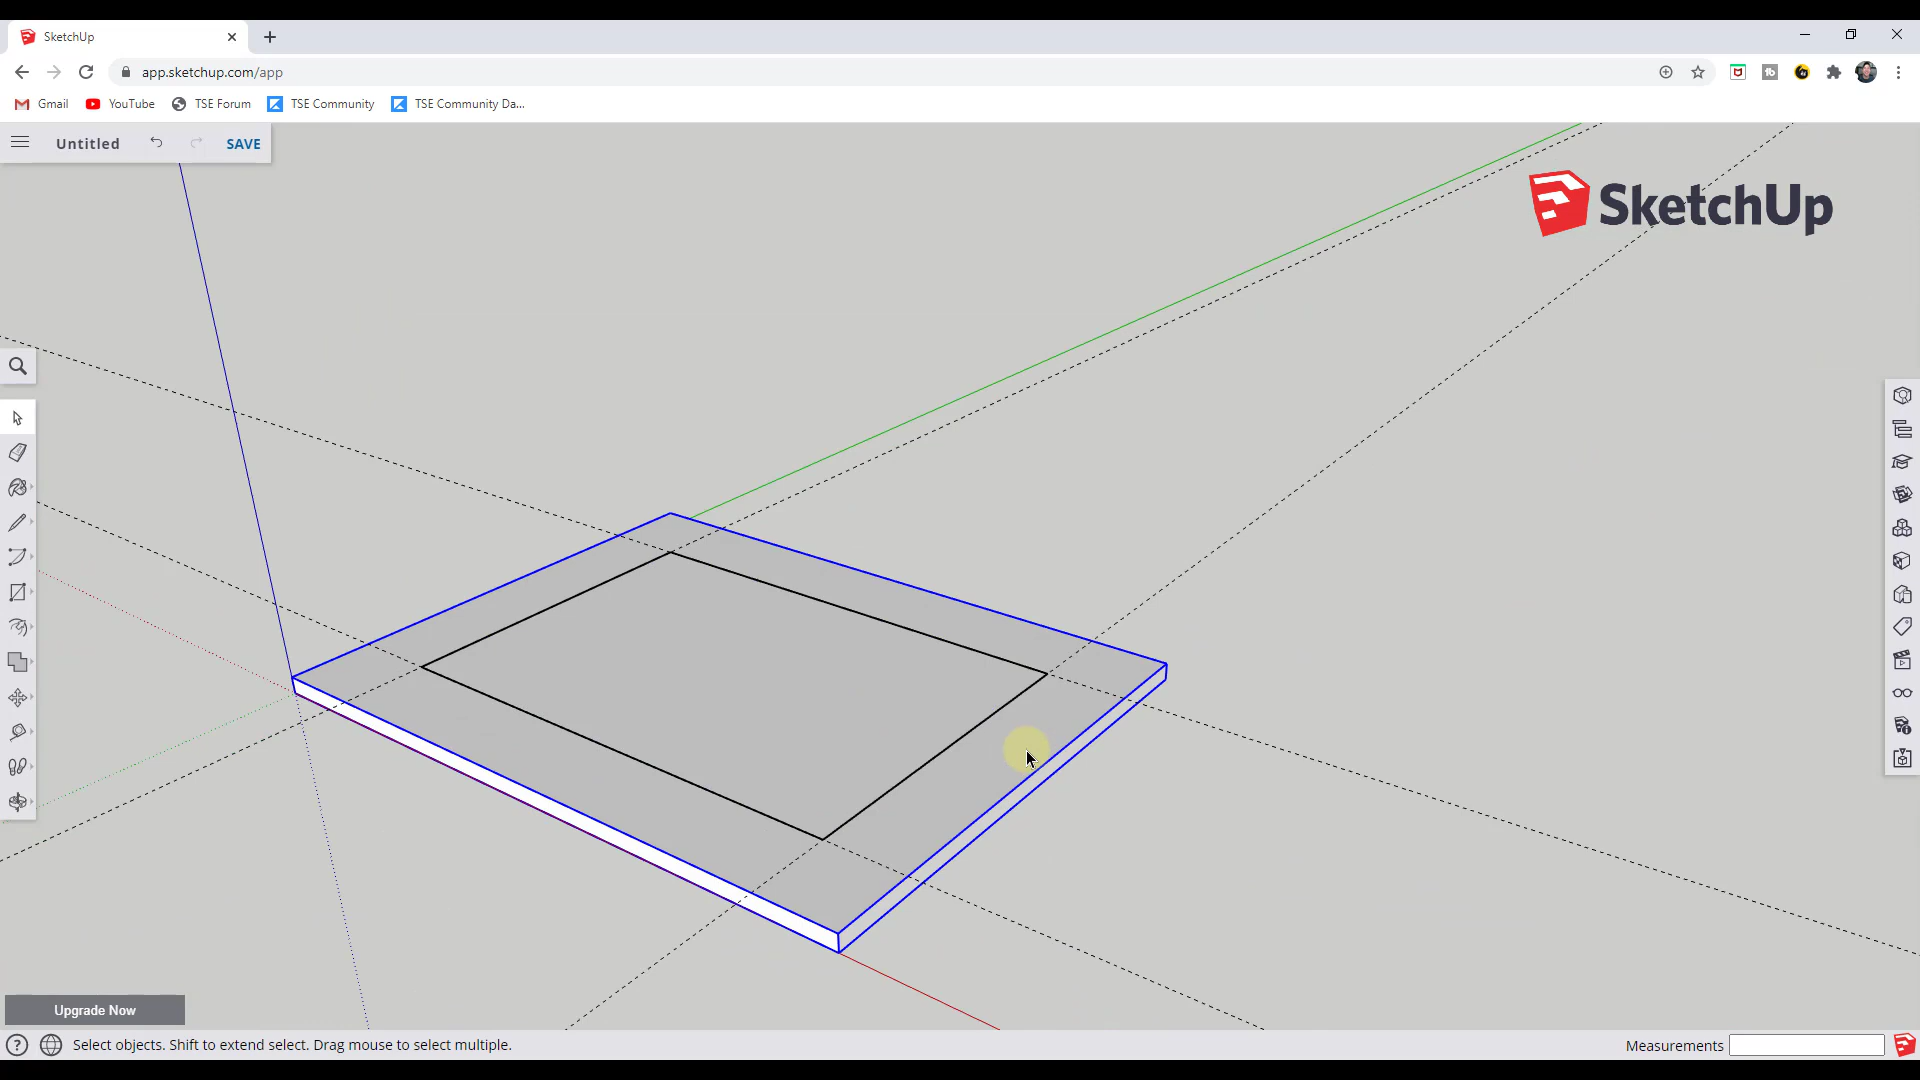 SketchUp
app.sketchup.com/app
Gmail YouTube TSE Forum TSE Community TSE Community Da...
Untitled SAVE
SketchUp
Upgrade Now
Select objects. Shift to extend select. Drag mouse to select multiple.
Measurements